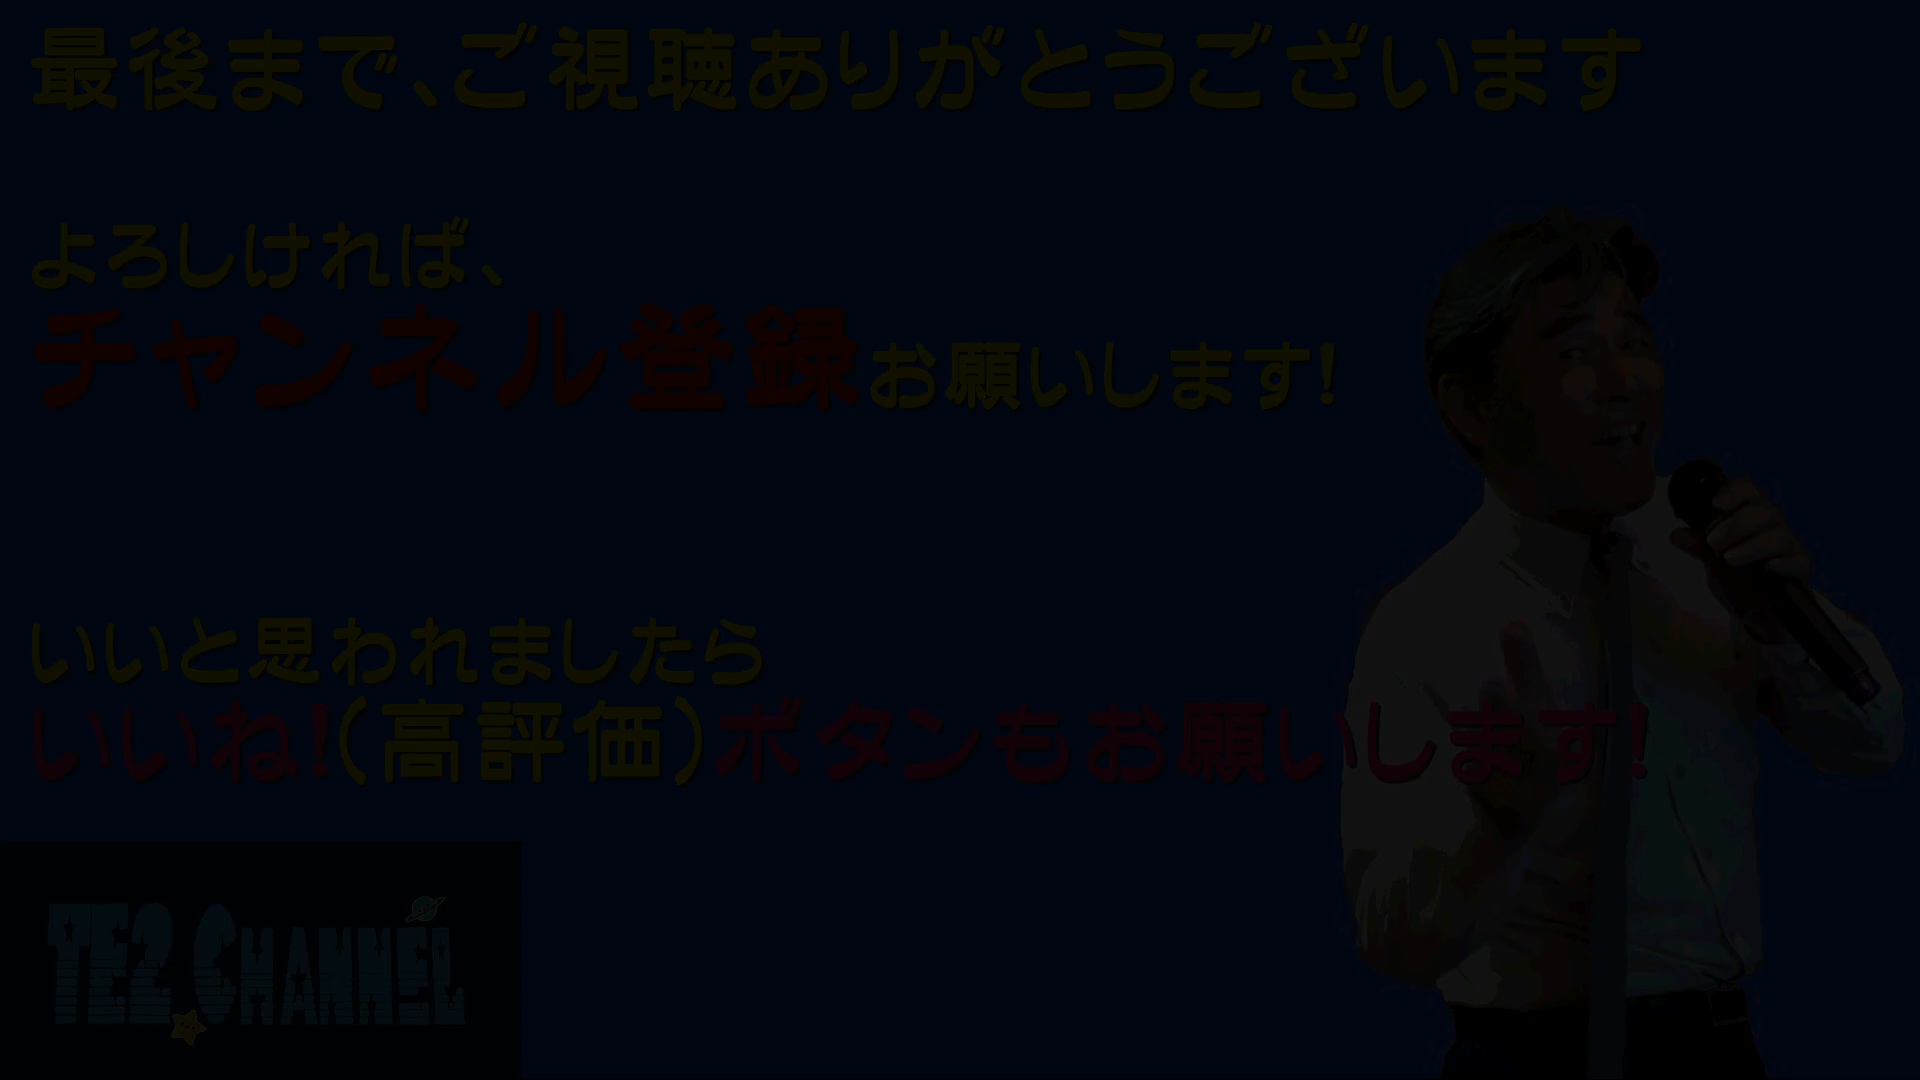 最後まで、ご視聴ありがとうございます
よろしければ、
チャンネル登録お願いします!
いいと思われましたら
いいね!(高評価)ボタンもお願いします!
TE2.CHANNEL